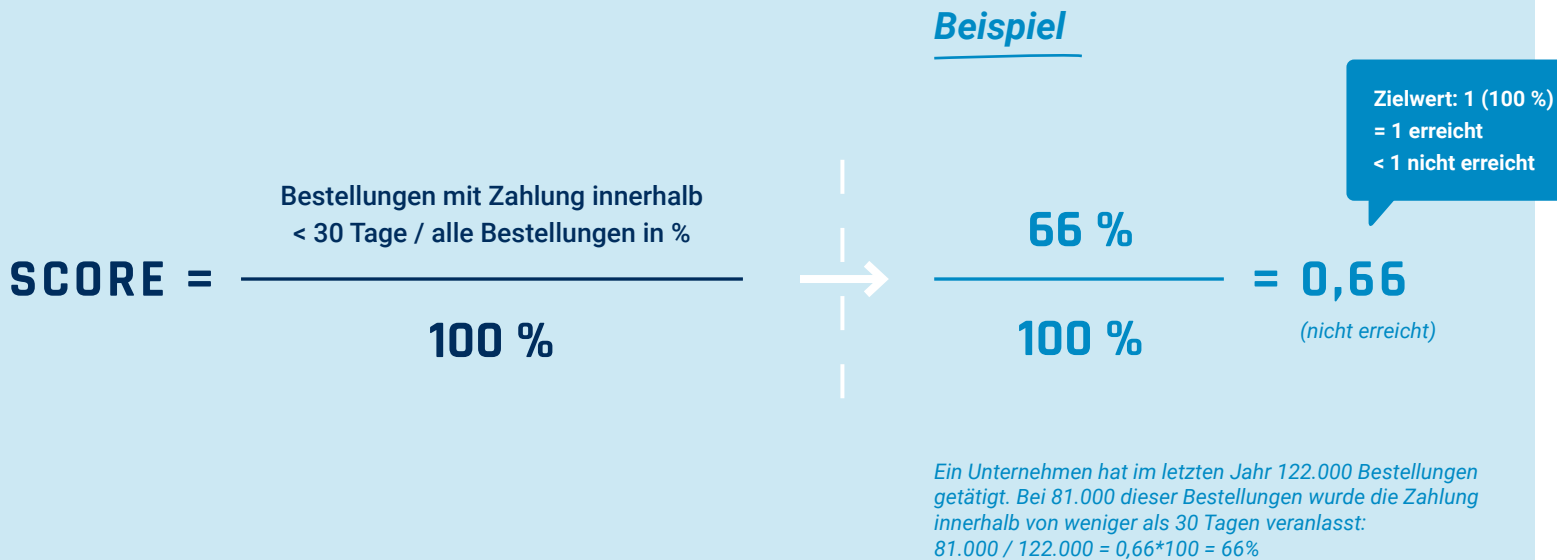 Beispiel
Zielwert: 1 (100 %)
= 1 erreicht
< 1 nicht erreicht
Bestellungen mit Zahlung innerhalb
< 30 Tage / alle Bestellungen in %
SCORE =
100 %
66 %
100 %
= 0,66
(nicht erreicht)
Ein Unternehmen hat im letzten Jahr 122.000 Bestellungen
getätigt. Bei 81.000 dieser Bestellungen wurde die Zahlung
innerhalb von weniger als 30 Tagen veranlasst:
81.000 / 122.000 = 0,66*100 = 66%